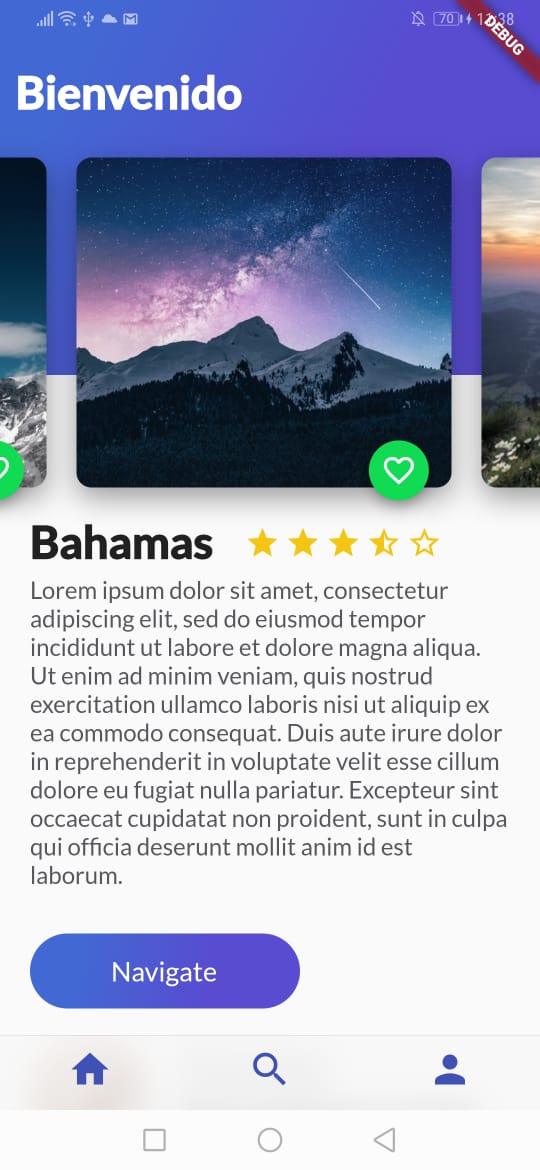 70
DEBUG
Bienvenido
Bahamas
Lorem ipsum dolor sit amet, consectetur
adipiscing elit, sed do eiusmod tempor
incididunt ut labore et dolore magna aliqua.
Ut enim ad minim veniam, quis nostrud
exercitation ullamco laboris nisi ut aliquip ex
ea commodo consequat. Duis aute irure dolor
in reprehenderit in voluptate velit esse cillum
dolore eu fugiat nulla pariatur. Excepteur sint
occaecat cupidatat non proident, sunt in culpa
qui officia deserunt mollit anim id est
laborum.
Navigate